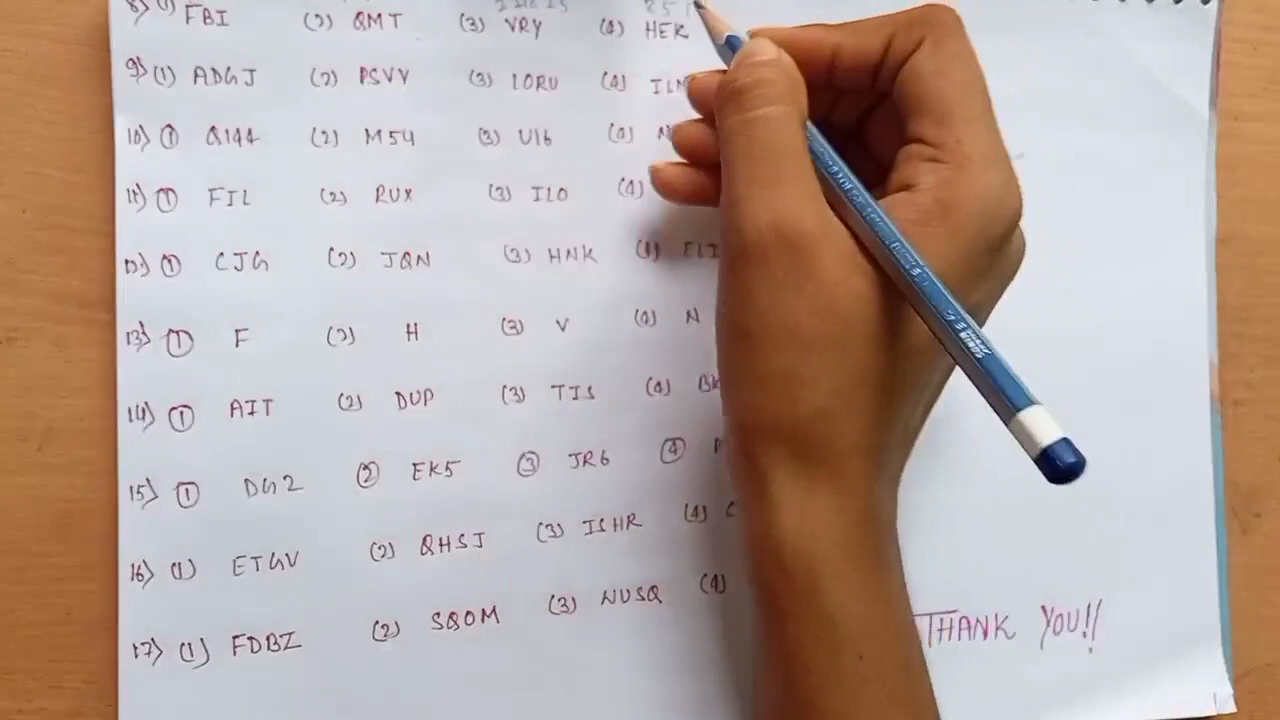 8) (1) FBI (2) QMT (3) VRY (4) HEK
9) (1) ADGJ (2) PSVY (3) LORU (4)
10) (1) Q144 (2) M54 (3) U16 (4)
11) (1) FIL (2) RUX (3) ILO (4)
12) (1) CJG (2) JQN (3) HNK (4)
13) (1) F (2) H (3) V (4) N
14) (1) AIT (2) DUP (3) TIS (4)
15) (1) DG2 (2) EK5 (3) JR6 (4)
16) (1) ETGV (2) QHSJ (3) ISHR (4)
17) (1) FDBZ (2) SQOM (3) NUSQ (4)
THANK YOU!!